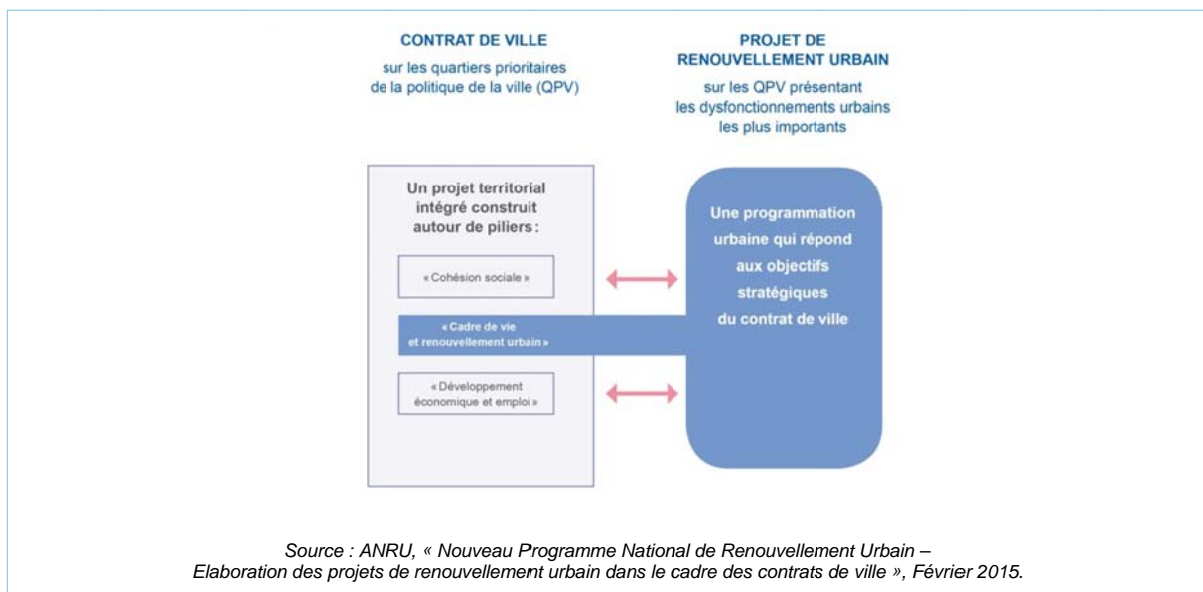 CONTRAT DE VILLE
sur les quartiers prioritaires
de la politique de la ville (QPV)
PROJET DE
RENOUVELLEMENT URBAIN
sur les QPV présentant
les dysfonctionnements urbains
les plus importants
Un projet territorial
intégré construit
autour de piliers :
« Cohésion sociale »
« Cadre de vie
et renouvellement urbain »
« Développement
économique et emploi »
Une programmation
urbaine qui répond
aux objectifs
stratégiques
du contrat de ville
Source : ANRU, « Nouveau Programme National de Renouvellement Urbain –
Elaboration des projets de renouvellement urbain dans le cadre des contrats de ville », Février 2015.